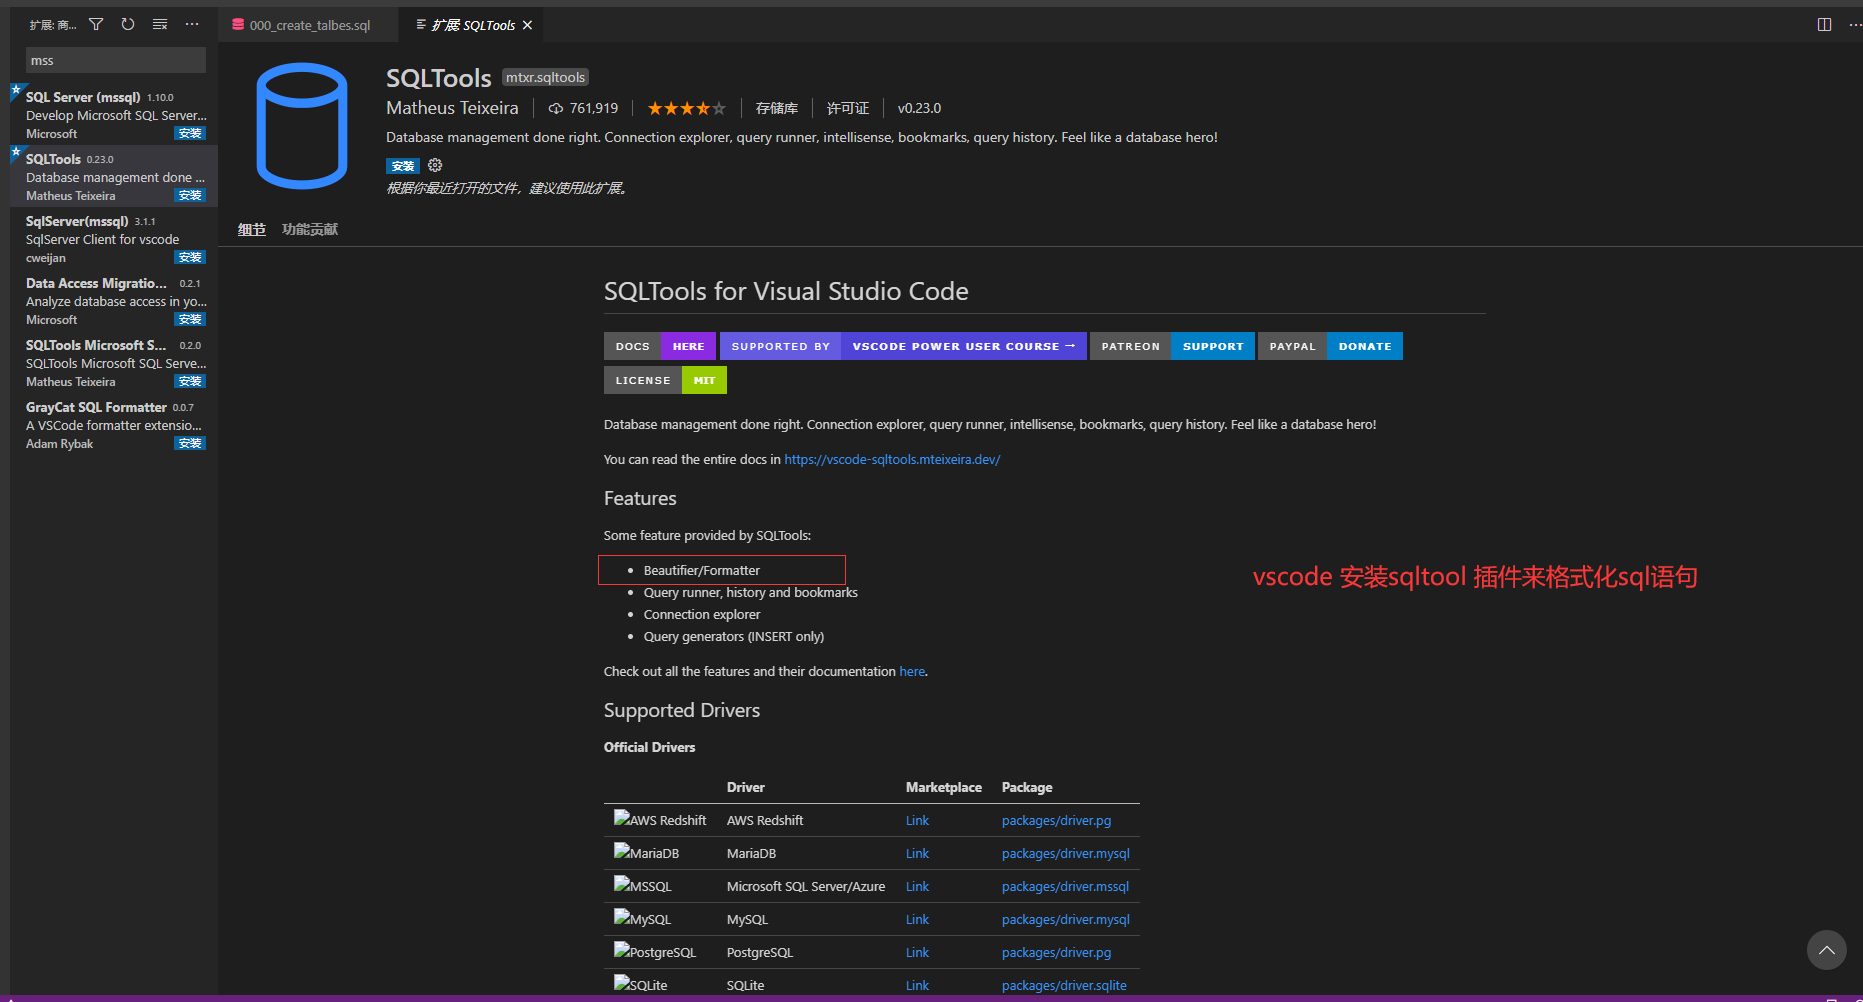 扩展: 商...
mss
SQL Server (mssql) 1.10.0
Develop Microsoft SQL Server...
Microsoft 安装
SQLTools 0.23.0
Database management done ...
Matheus Teixeira 安装
SqlServer(mssql) 3.1.1
SqlServer Client for vscode
cweijan 安装
Data Access Migratio... 0.2.1
Analyze database access in yo...
Microsoft 安装
SQLTools Microsoft S... 0.2.0
SQLTools Microsoft SQL Serve...
Matheus Teixeira 安装
GrayCat SQL Formatter 0.0.7
A VSCode formatter extensio...
Adam Rybak 安装
000_create_talbes.sql 扩展: SQLTools
SQLTools mtxr.sqltools
Matheus Teixeira 761,919 存储库 许可证 v0.23.0
Database management done right. Connection explorer, query runner, intellisense, bookmarks, query history. Feel like a database hero!
安装
根据你最近打开的文件，建议使用此扩展。
细节 功能贡献
SQLTools for Visual Studio Code
DOCS HERE SUPPORTED BY VSCODE POWER USER COURSE → PATREON SUPPORT PAYPAL DONATE
LICENSE MIT
Database management done right. Connection explorer, query runner, intellisense, bookmarks, query history. Feel like a database hero!
You can read the entire docs in https://vscode-sqltools.mteixeira.dev/
Features
Some feature provided by SQLTools:
• Beautifier/Formatter
• Query runner, history and bookmarks
• Connection explorer
• Query generators (INSERT only)
vscode 安装sqltool 插件来格式化sql语句
Check out all the features and their documentation here.
Supported Drivers
Official Drivers
Driver Marketplace Package
AWS Redshift AWS Redshift Link packages/driver.pg
MariaDB MariaDB Link packages/driver.mysql
MSSQL Microsoft SQL Server/Azure Link packages/driver.mssql
MySQL MySQL Link packages/driver.mysql
PostgreSQL PostgreSQL Link packages/driver.pg
SQLite SQLite Link packages/driver.sqlite